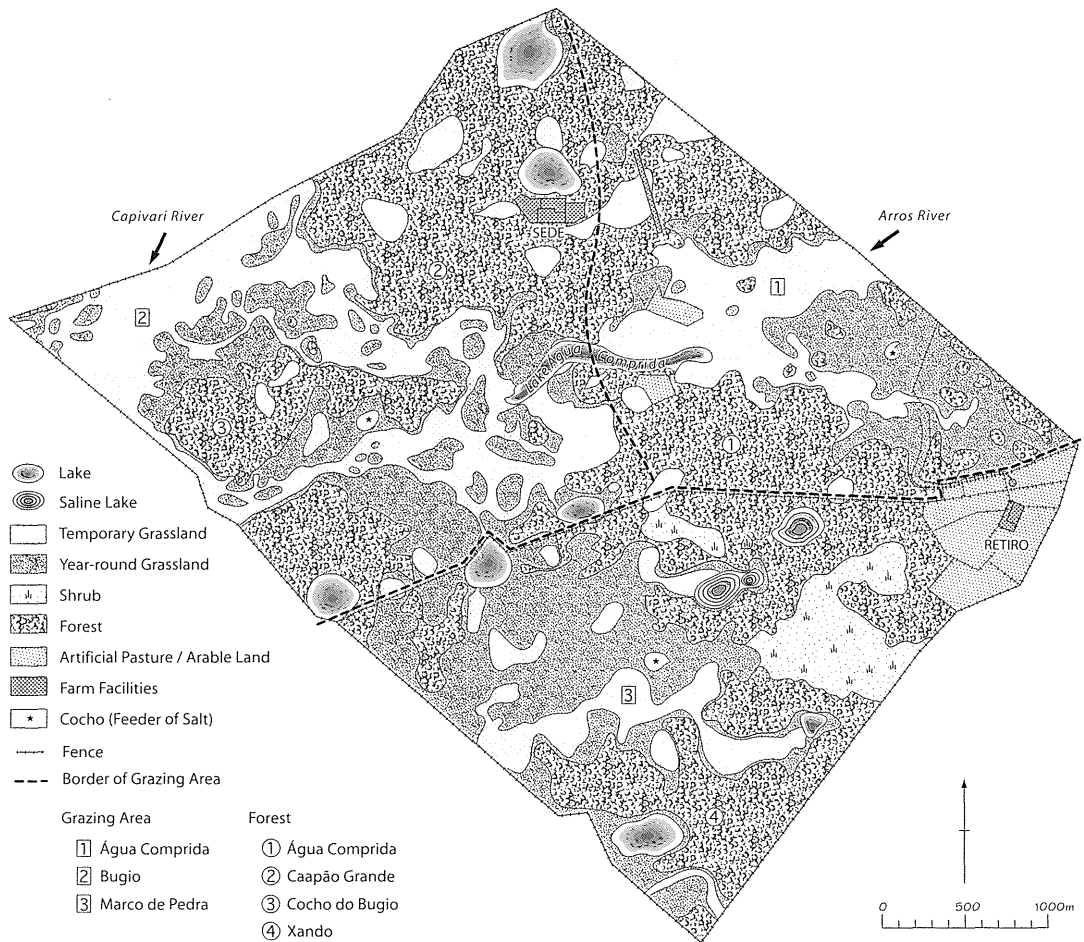 Capivari River
Arros River
SEDE
1
2
2
Lake Água Comprida
3
1
RETIRO
3
4
Lake
Saline Lake
Temporary Grassland
Year-round Grassland
Shrub
Forest
Artificial Pasture / Arable Land
Farm Facilities
Cocho (Feeder of Salt)
Fence
Border of Grazing Area
Grazing Area
1 Água Comprida
2 Bugio
3 Marco de Pedra
Forest
1 Água Comprida
2 Caapão Grande
3 Cocho do Bugio
4 Xando
0 500 1000m